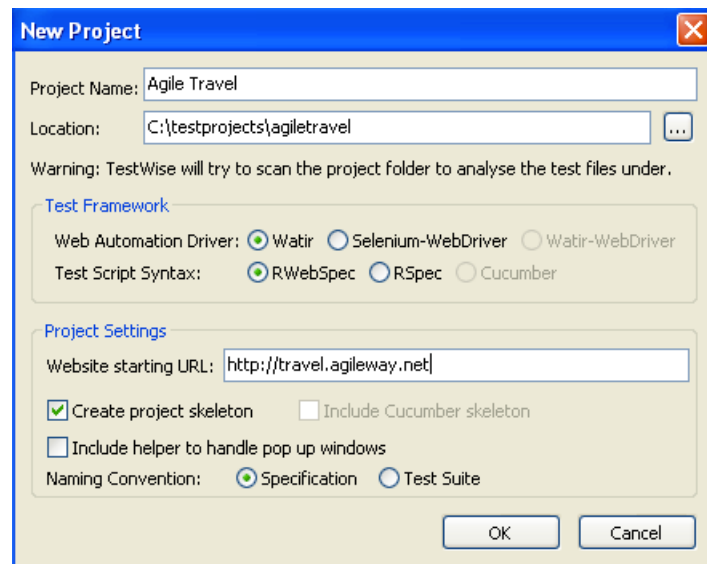 New Project
Project Name: Agile Travel
Location: C:\testprojects\agiletravel ...
Warning: TestWise will try to scan the project folder to analyse the test files under.
Test Framework
Web Automation Driver: Watir Selenium-WebDriver Watir-WebDriver
Test Script Syntax: RWebSpec RSpec Cucumber
Project Settings
Website starting URL: http://travel.agileway.net
Create project skeleton Include Cucumber skeleton
Include helper to handle pop up windows
Naming Convention: Specification Test Suite
OK Cancel